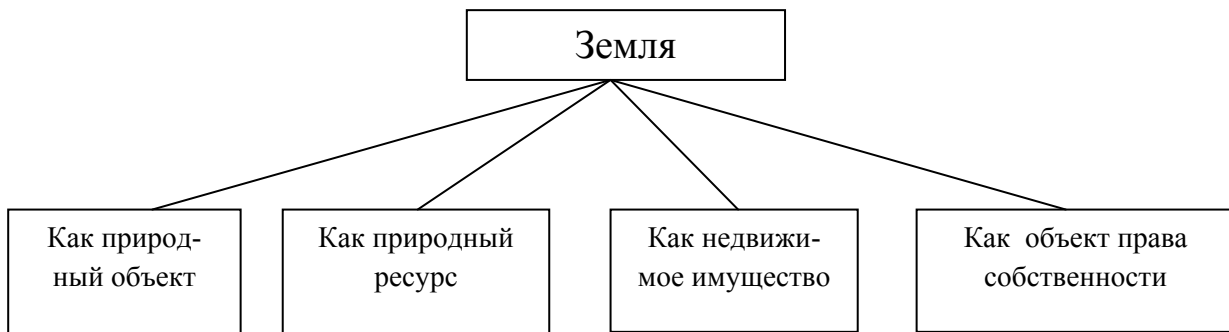 Земля
Как природ-
ный объект
Как природный
ресурс
Как недвижи-
мое имущество
Как объект права
собственности